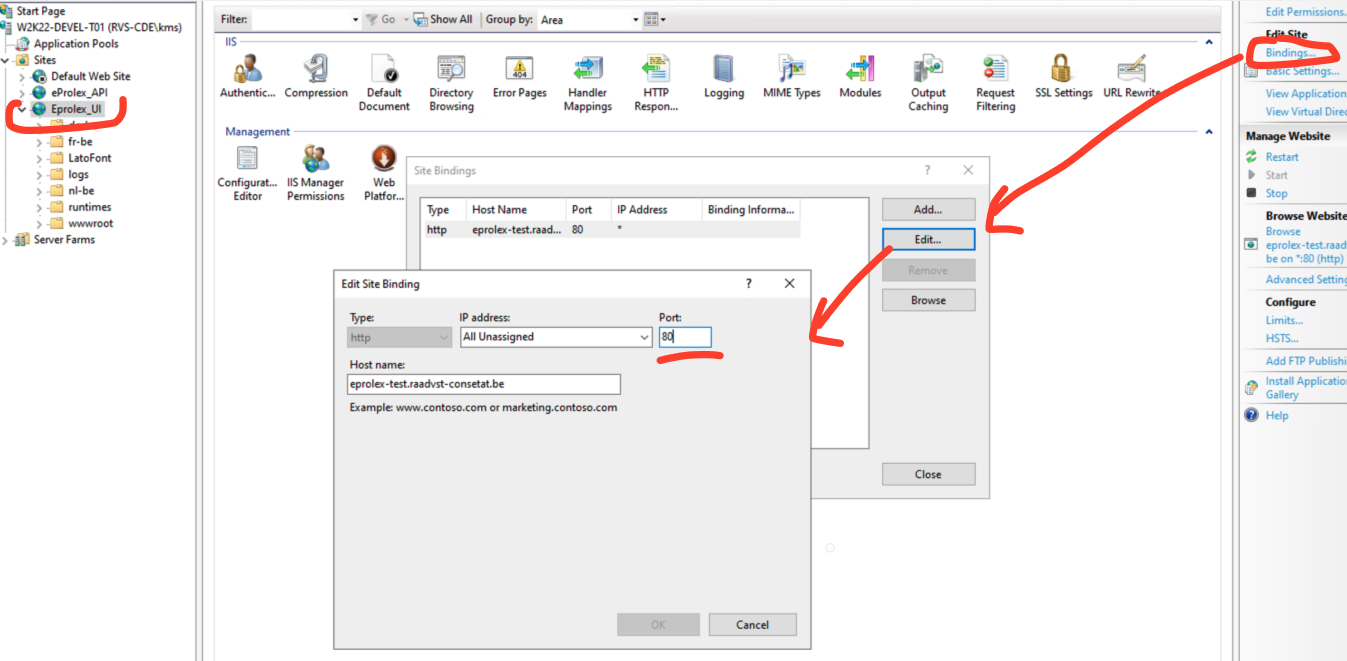 Start Page
W2K22-DEVEL-T01 (RVS-CDE\kms)
Application Pools
Sites
Default Web Site
eProlex_API
Eprolex_UI
fr-be
LatoFont
logs
nl-be
runtimes
wwwroot
Server Farms
Filter: Go Show All Group by: Area
IIS
Authentic... Compression Default Document Directory Browsing Error Pages Handler Mappings HTTP Respon... Logging MIME Types Modules Output Caching Request Filtering SSL Settings URL Rewrite
404
Management
Configurat... Editor IIS Manager Permissions Web Platfor...
Site Bindings ?
Type Host Name Port IP Address Binding Informa...
http eprolex-test.raad... 80 *
Add...
Edit...
Remove
Browse
Close
Edit Site Binding ?
Type: IP address: Port:
http All Unassigned 80
Host name:
eprolex-test.raadvst-consetat.be
Example: www.contoso.com or marketing.contoso.com
OK Cancel
Edit Permissions.
Edit Site
Bindings...
Basic Settings...
View Application
View Virtual Direc
Manage Website
Restart
Start
Stop
Browse Website
Browse
eprolex-test.raad
be on *:80 (http)
Advanced Setting
Configure
Limits...
HSTS...
Add FTP Publishi
Install Application
Gallery
Help